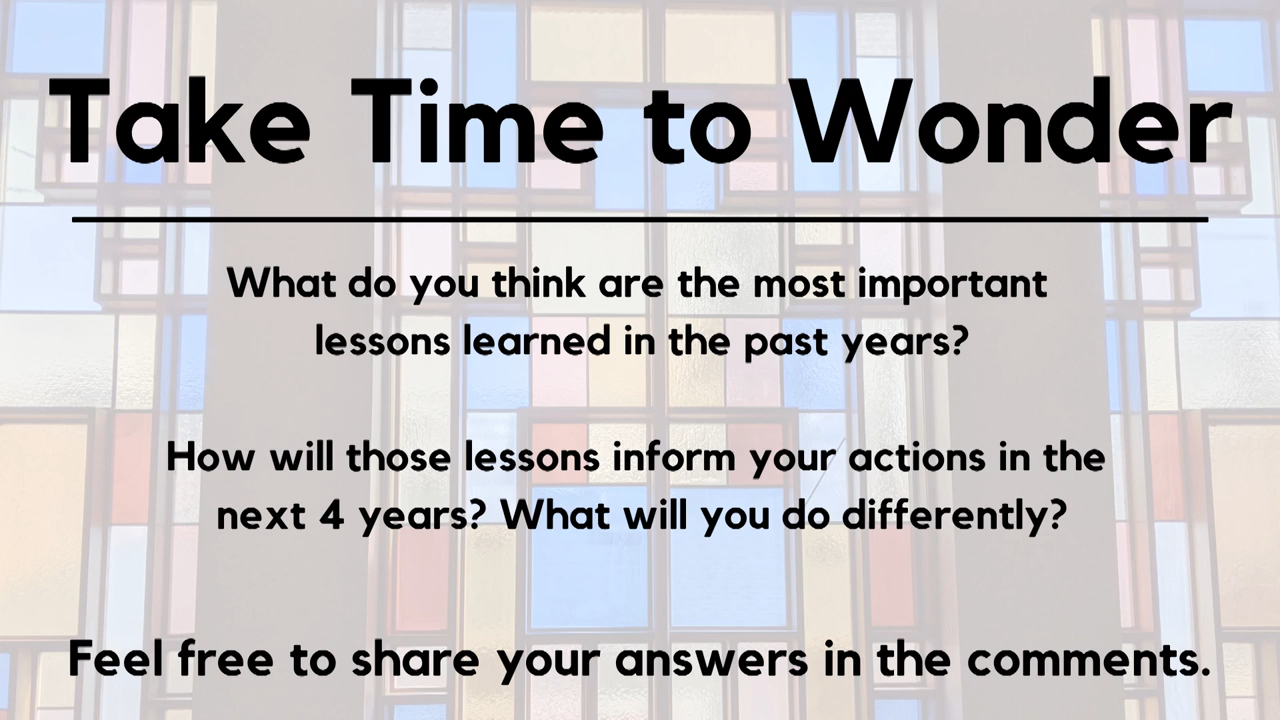 Take Time to Wonder
What do you think are the most important
lessons learned in the past years?
How will those lessons inform your actions in the
next 4 years? What will you do differently?
Feel free to share your answers in the comments.